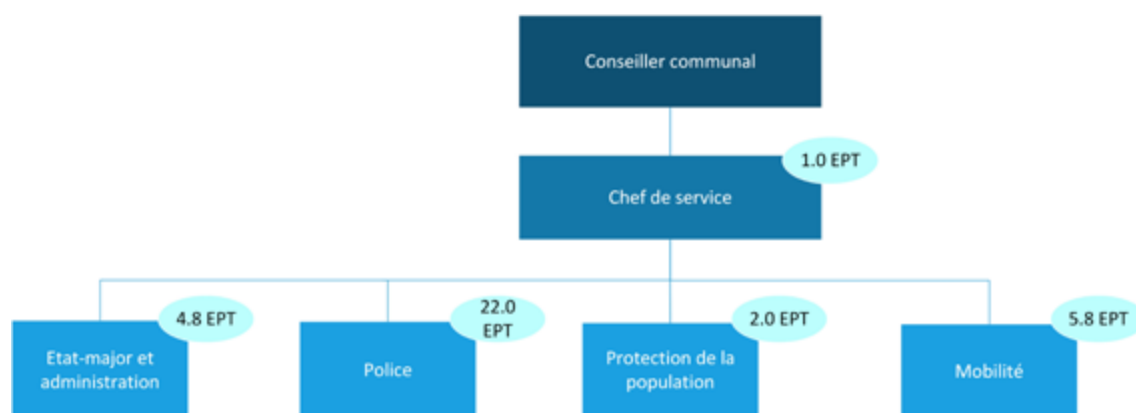 Conseiller communal
1.0 EPT
Chef de service
4.8 EPT
22.0
EPT
2.0 EPT
5.8 EPT
Etat-major et
administration
Police
Protection de la
population
Mobilité